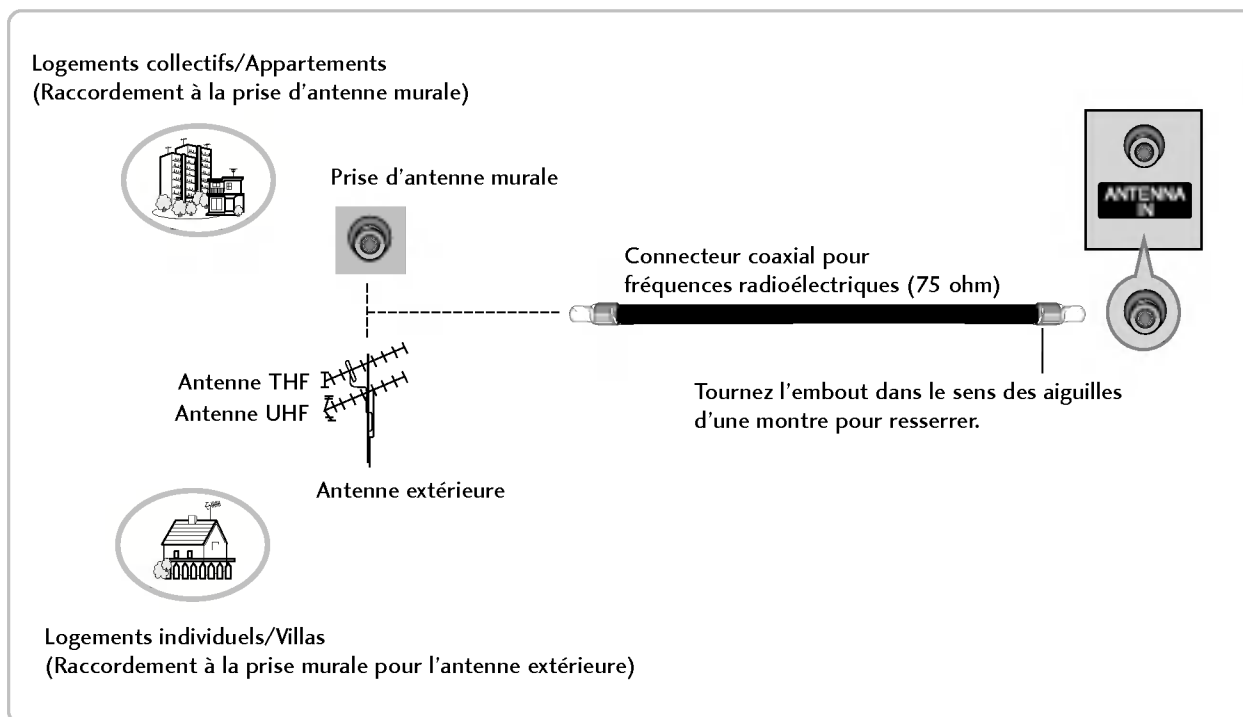 Logements collectifs/Appartements
(Raccordement à la prise d'antenne murale)
Prise d'antenne murale
ANTENNA
IN
Connecteur coaxial pour
fréquences radioélectriques (75 ohm)
Antenne THF
Antenne UHF
Tournez l'embout dans le sens des aiguilles
d'une montre pour resserrer.
Antenne extérieure
Logements individuels/Villas
(Raccordement à la prise murale pour l'antenne extérieure)